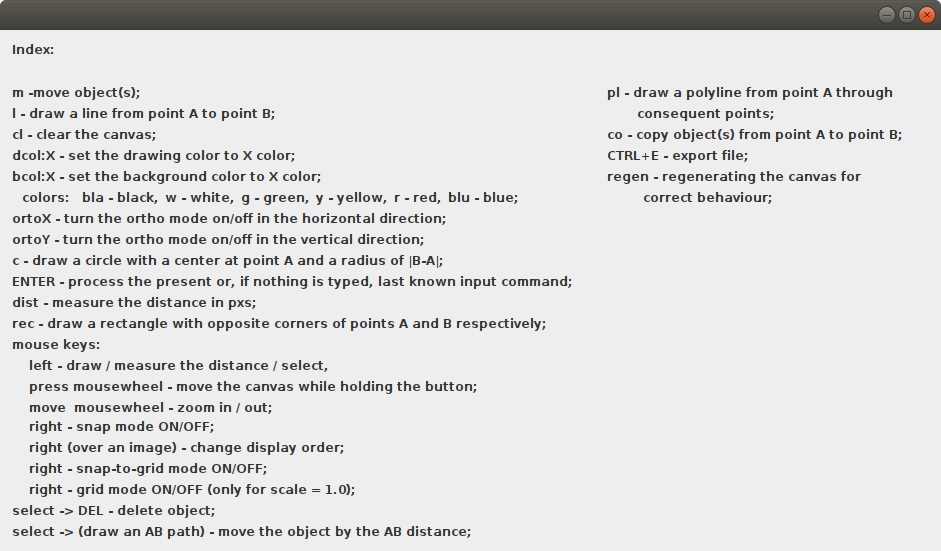 Index:
m -move object(s);
l - draw a line from point A to point B;
cl - clear the canvas;
dcol:X - set the drawing color to X color;
bcol:X - set the background color to X color;
colors: bla - black, w - white, g - green, y - yellow, r - red, blu - blue;
ortoX - turn the ortho mode on/off in the horizontal direction;
ortoY - turn the ortho mode on/off in the vertical direction;
c - draw a circle with a center at point A and a radius of |B-A|;
ENTER - process the present or, if nothing is typed, last known input command;
dist - measure the distance in pxs;
rec - draw a rectangle with opposite corners of points A and B respectively;
mouse keys:
left - draw / measure the distance / select,
press mousewheel - move the canvas while holding the button;
move  mousewheel - zoom in / out;
right - snap mode ON/OFF;
right (over an image) - change display order;
right - snap-to-grid mode ON/OFF;
right - grid mode ON/OFF (only for scale = 1.0);
select -> DEL - delete object;
select -> (draw an AB path) - move the object by the AB distance;
pl - draw a polyline from point A through
consequent points;
co - copy object(s) from point A to point B;
CTRL+E - export file;
regen - regenerating the canvas for
correct behaviour;